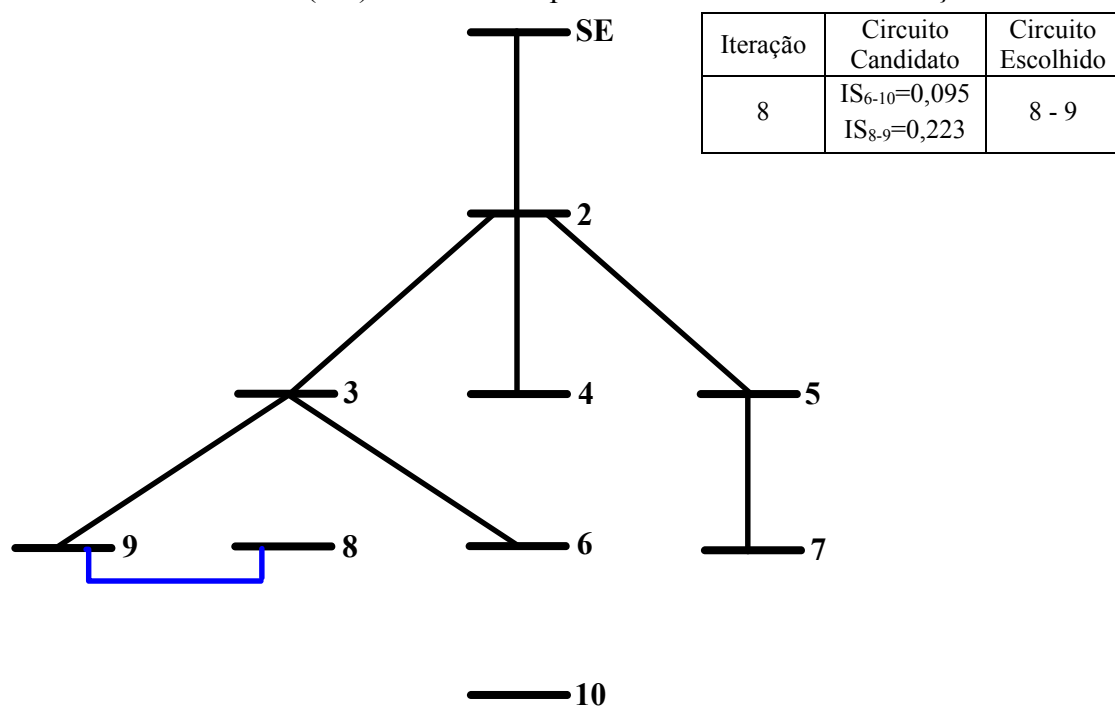 SE
Iteração
Circuito
Candidato
Circuito
Escolhido
8
IS6-10=0,095
IS8-9=0,223
8 - 9
2
3
4
5
9
8
6
7
10